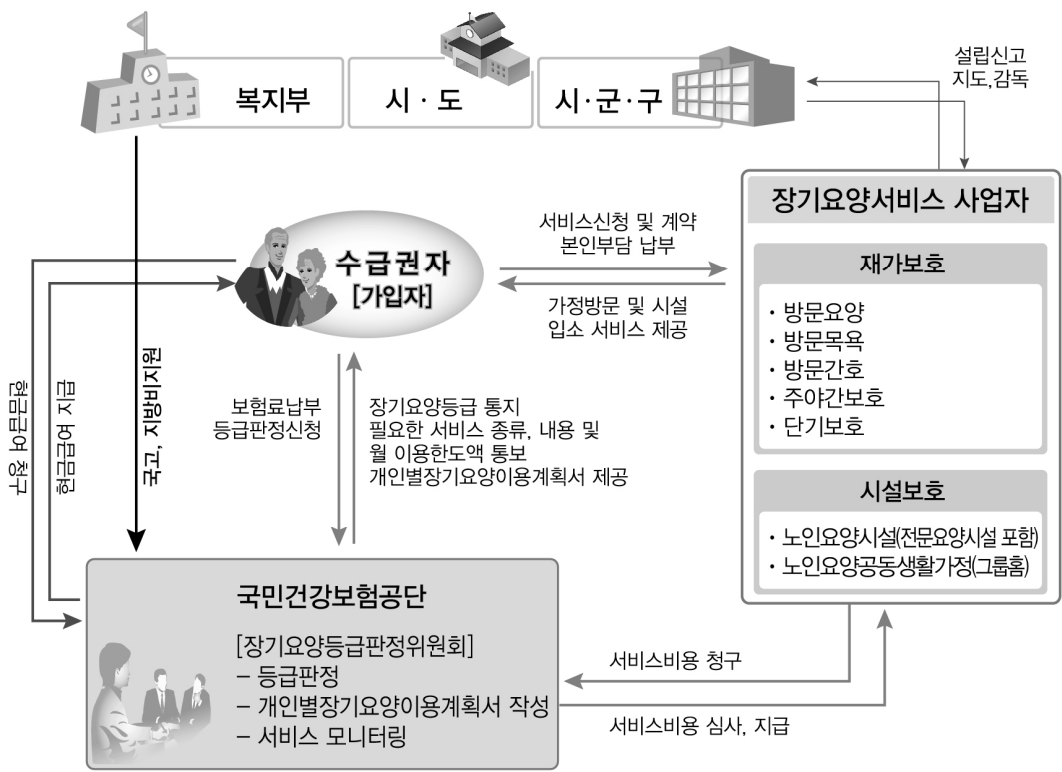 복지부
시 · 도
시·군·구
설립신고
지도,감독
장기요양서비스 사업자
재가보호
· 방문요양
· 방문목욕
· 방문간호
· 주야간보호
· 단기보호
시설보호
· 노인요양시설(전문요양시설 포함)
· 노인요양공동생활가정(그룹홈)
수급권자
[가입자]
서비스신청 및 계약
본인부담 납부
가정방문 및 시설
입소 서비스 제공
현금급여 청구
현금급여 지급
국고, 지방비지원
보험료납부
등급판정신청
장기요양등급 통지
필요한 서비스 종류, 내용 및
월 이용한도액 통보
개인별장기요양이용계획서 제공
국민건강보험공단
[장기요양등급판정위원회]
– 등급판정
– 개인별장기요양이용계획서 작성
– 서비스 모니터링
서비스비용 청구
서비스비용 심사, 지급